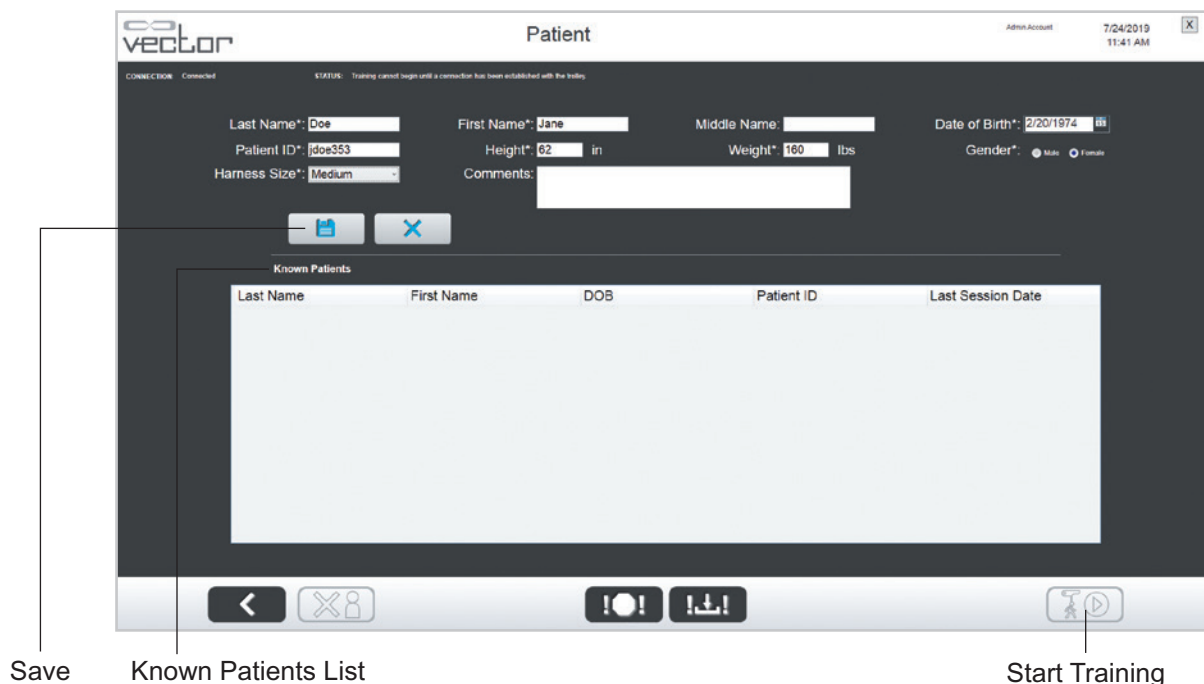 vector
Patient
Admin Account
7/24/2019
11:41 AM
X
CONNECTION Connected STATUS: Training cannot begin until a connection has been established with the trolley.
Last Name*: Doe First Name*: Jane Middle Name: Date of Birth*: 2/20/1974
Patient ID*: jdoe353 Height*: 62 in Weight*: 160 lbs Gender*: Male Female
Harness Size*: Medium Comments:
Known Patients
Last Name First Name DOB Patient ID Last Session Date
! ! ! !
Save Known Patients List Start Training